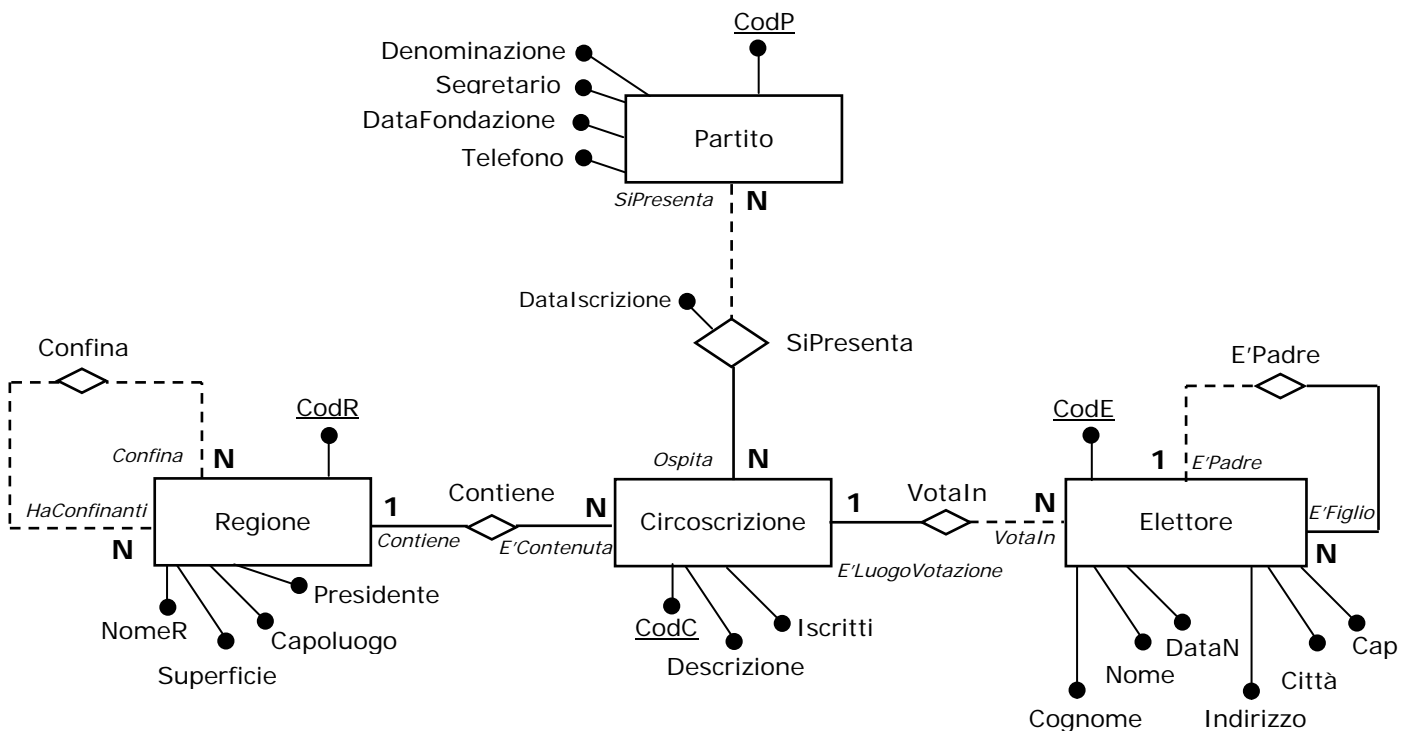 CodP
Denominazione
Segretario
DataFondazione
Telefono
Partito
SiPresenta N
DataIscrizione
SiPresenta
Confina
E'Padre
CodR
CodE
Confina N
Ospita N
1 E'Padre
HaConfinanti
N
Regione
1
Contiene
Contiene
N
E'Contenuta
Circoscrizione
1
E'LuogoVotazione
VotaIn
N
VotaIn
Elettore
E'Figlio
N
Presidente
NomeR
Capoluogo
Superficie
CodC
Iscritti
Descrizione
DataN
Nome
Cognome
Cap
Città
Indirizzo